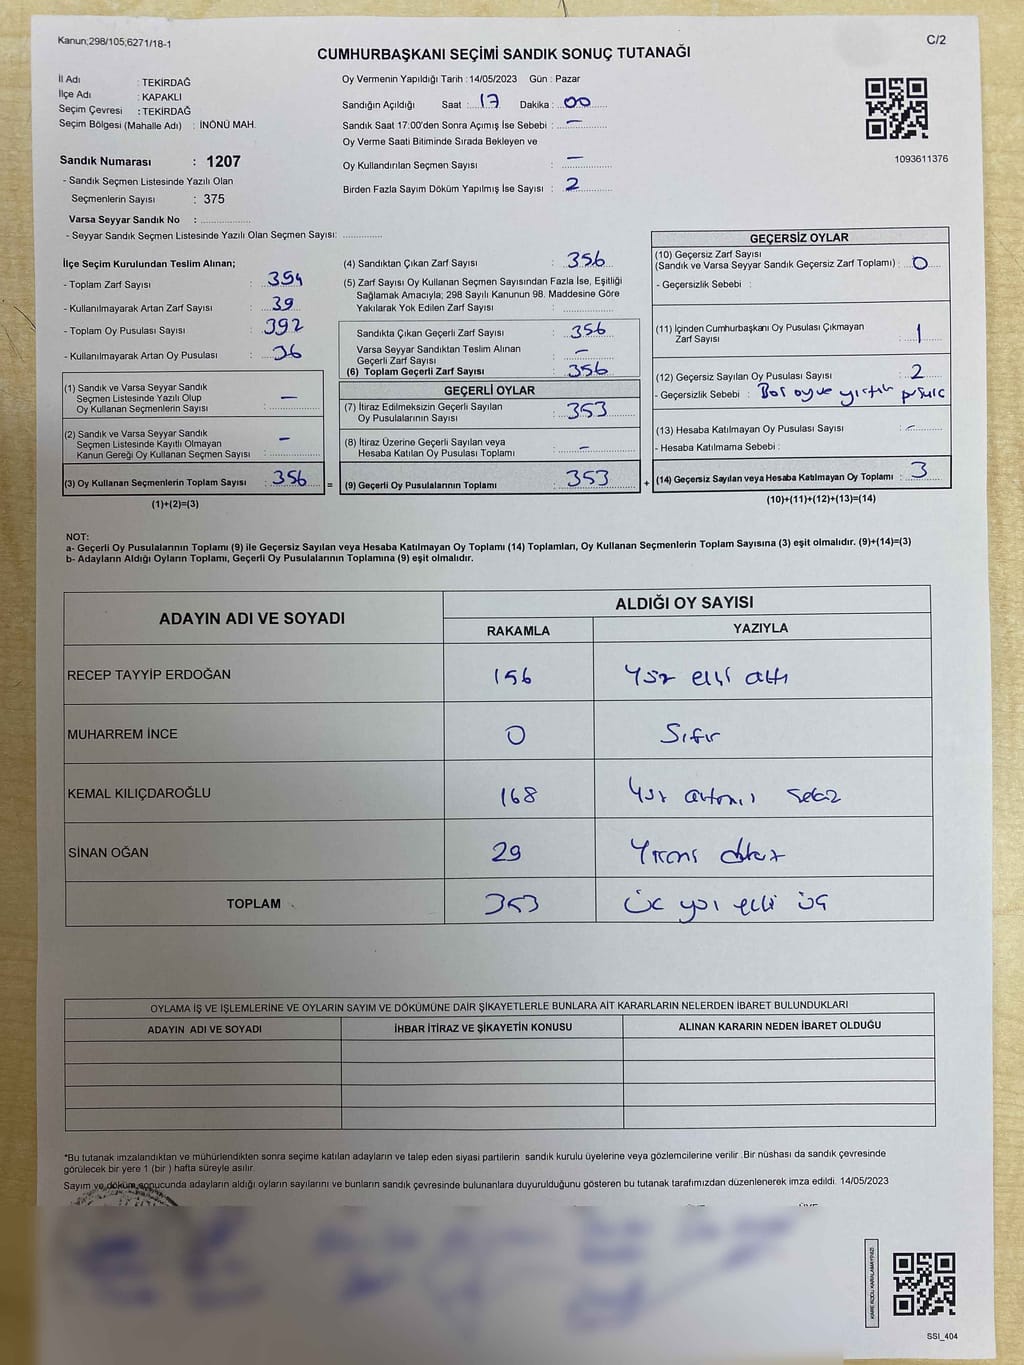 Kanun;298/105;6271/18-1
C/2
CUMHURBAŞKANI SEÇİMİ SANDIK SONUÇ TUTANAĞI
İl Adı : TEKİRDAĞ
İlçe Adı : KAPAKLI
Seçim Çevresi : TEKİRDAĞ
Seçim Bölgesi (Mahalle Adı) : İNÖNÜ MAH.
Sandık Numarası : 1207
- Sandık Seçmen Listesinde Yazılı Olan
Seçmenlerin Sayısı : 375
Varsa Seyyar Sandık No : ..............
- Seyyar Sandık Seçmen Listesinde Yazılı Olan Seçmen Sayısı: ............
Oy Vermenin Yapıldığı Tarih : 14/05/2023 Gün : Pazar
Sandığın Açıldığı Saat : 17 Dakika : 00
Sandık Saat 17:00'den Sonra Açımış İse Sebebi : —
Oy Verme Saati Bitiminde Sırada Bekleyen ve
Oy Kullandırılan Seçmen Sayısı : —
Birden Fazla Sayım Döküm Yapılmış İse Sayısı : 2
1093611376
İlçe Seçim Kurulundan Teslim Alınan;
- Toplam Zarf Sayısı : 394
- Kullanılmayarak Artan Zarf Sayısı : 39
- Toplam Oy Pusulası Sayısı : 392
- Kullanılmayarak Artan Oy Pusulası : 36
(1) Sandık ve Varsa Seyyar Sandık
Seçmen Listesinde Yazılı Olup
Oy Kullanan Seçmenlerin Sayısı : —
(2) Sandık ve Varsa Seyyar Sandık
Seçmen Listesinde Kayıtlı Olmayan
Kanun Gereği Oy Kullanan Seçmen Sayısı : —
(3) Oy Kullanan Seçmenlerin Toplam Sayısı : 356 =
(1)+(2)=(3)
(4) Sandıktan Çıkan Zarf Sayısı : 356
(5) Zarf Sayısı Oy Kullanan Seçmen Sayısından Fazla İse, Eşitliği
Sağlamak Amacıyla; 298 Sayılı Kanunun 98. Maddesine Göre
Yakılarak Yok Edilen Zarf Sayısı : ..............
Sandıkta Çıkan Geçerli Zarf Sayısı : 356
Varsa Seyyar Sandıktan Teslim Alınan
Geçerli Zarf Sayısı : —
(6) Toplam Geçerli Zarf Sayısı : 356
GEÇERLİ OYLAR
(7) İtiraz Edilmeksizin Geçerli Sayılan
Oy Pusulalarının Sayısı : 353
(8) İtiraz Üzerine Geçerli Sayılan veya
Hesaba Katılan Oy Pusulası Toplamı : —
(9) Geçerli Oy Pusulalarının Toplamı : 353 +
GEÇERSİZ OYLAR
(10) Geçersiz Zarf Sayısı
(Sandık ve Varsa Seyyar Sandık Geçersiz Zarf Toplamı) : 0
- Geçersizlik Sebebi :
(11) İçinden Cumhurbaşkanı Oy Pusulası Çıkmayan
Zarf Sayısı : 1
(12) Geçersiz Sayılan Oy Pusulası Sayısı : 2
- Geçersizlik Sebebi : Boş oy ve yırtık
(13) Hesaba Katılmayan Oy Pusulası Sayısı : —
- Hesaba Katılmama Sebebi :
(14) Geçersiz Sayılan veya Hesaba Katılmayan Oy Toplamı : 3
(10)+(11)+(12)+(13)=(14)
NOT:
a- Geçerli Oy Pusulalarının Toplamı (9) ile Geçersiz Sayılan veya Hesaba Katılmayan Oy Toplamı (14) Toplamları, Oy Kullanan Seçmenlerin Toplam Sayısına (3) eşit olmalıdır. (9)+(14)=(3)
b- Adayların Aldığı Oyların Toplamı, Geçerli Oy Pusulalarının Toplamına (9) eşit olmalıdır.
ADAYIN ADI VE SOYADI ALDIĞI OY SAYISI
RAKAMLA YAZIYLA
RECEP TAYYİP ERDOĞAN 156 Yüz elli altı
MUHARREM İNCE 0 Sıfır
KEMAL KILIÇDAROĞLU 168 Yüz altmış sekiz
SİNAN OĞAN 29 Yirmi dokuz
TOPLAM 353 Üç yüz elli üç
OYLAMA İŞ VE İŞLEMLERİNE VE OYLARIN SAYIM VE DÖKÜMÜNE DAİR ŞİKAYETLERLE BUNLARA AİT KARARLARIN NELERDEN İBARET BULUNDUKLARI
ADAYIN ADI VE SOYADI İHBAR İTİRAZ VE ŞİKAYETİN KONUSU ALINAN KARARIN NEDEN İBARET OLDUĞU
*Bu tutanak imzalandıktan ve mühürlendikten sonra seçime katılan adayların ve talep eden siyasi partilerin sandık kurulu üyelerine veya gözlemcilerine verilir .Bir nüshası da sandık çevresinde
görülecek bir yere 1 (bir ) hafta süreyle asılır.
Sayım ve döküm sonucunda adayların aldığı oyların sayılarını ve bunların sandık çevresinde bulunanlara duyurulduğunu gösteren bu tutanak tarafımızdan düzenlenerek imza edildi. 14/05/2023
KARE KODU KARALAMAYINIZ!
SSI_404